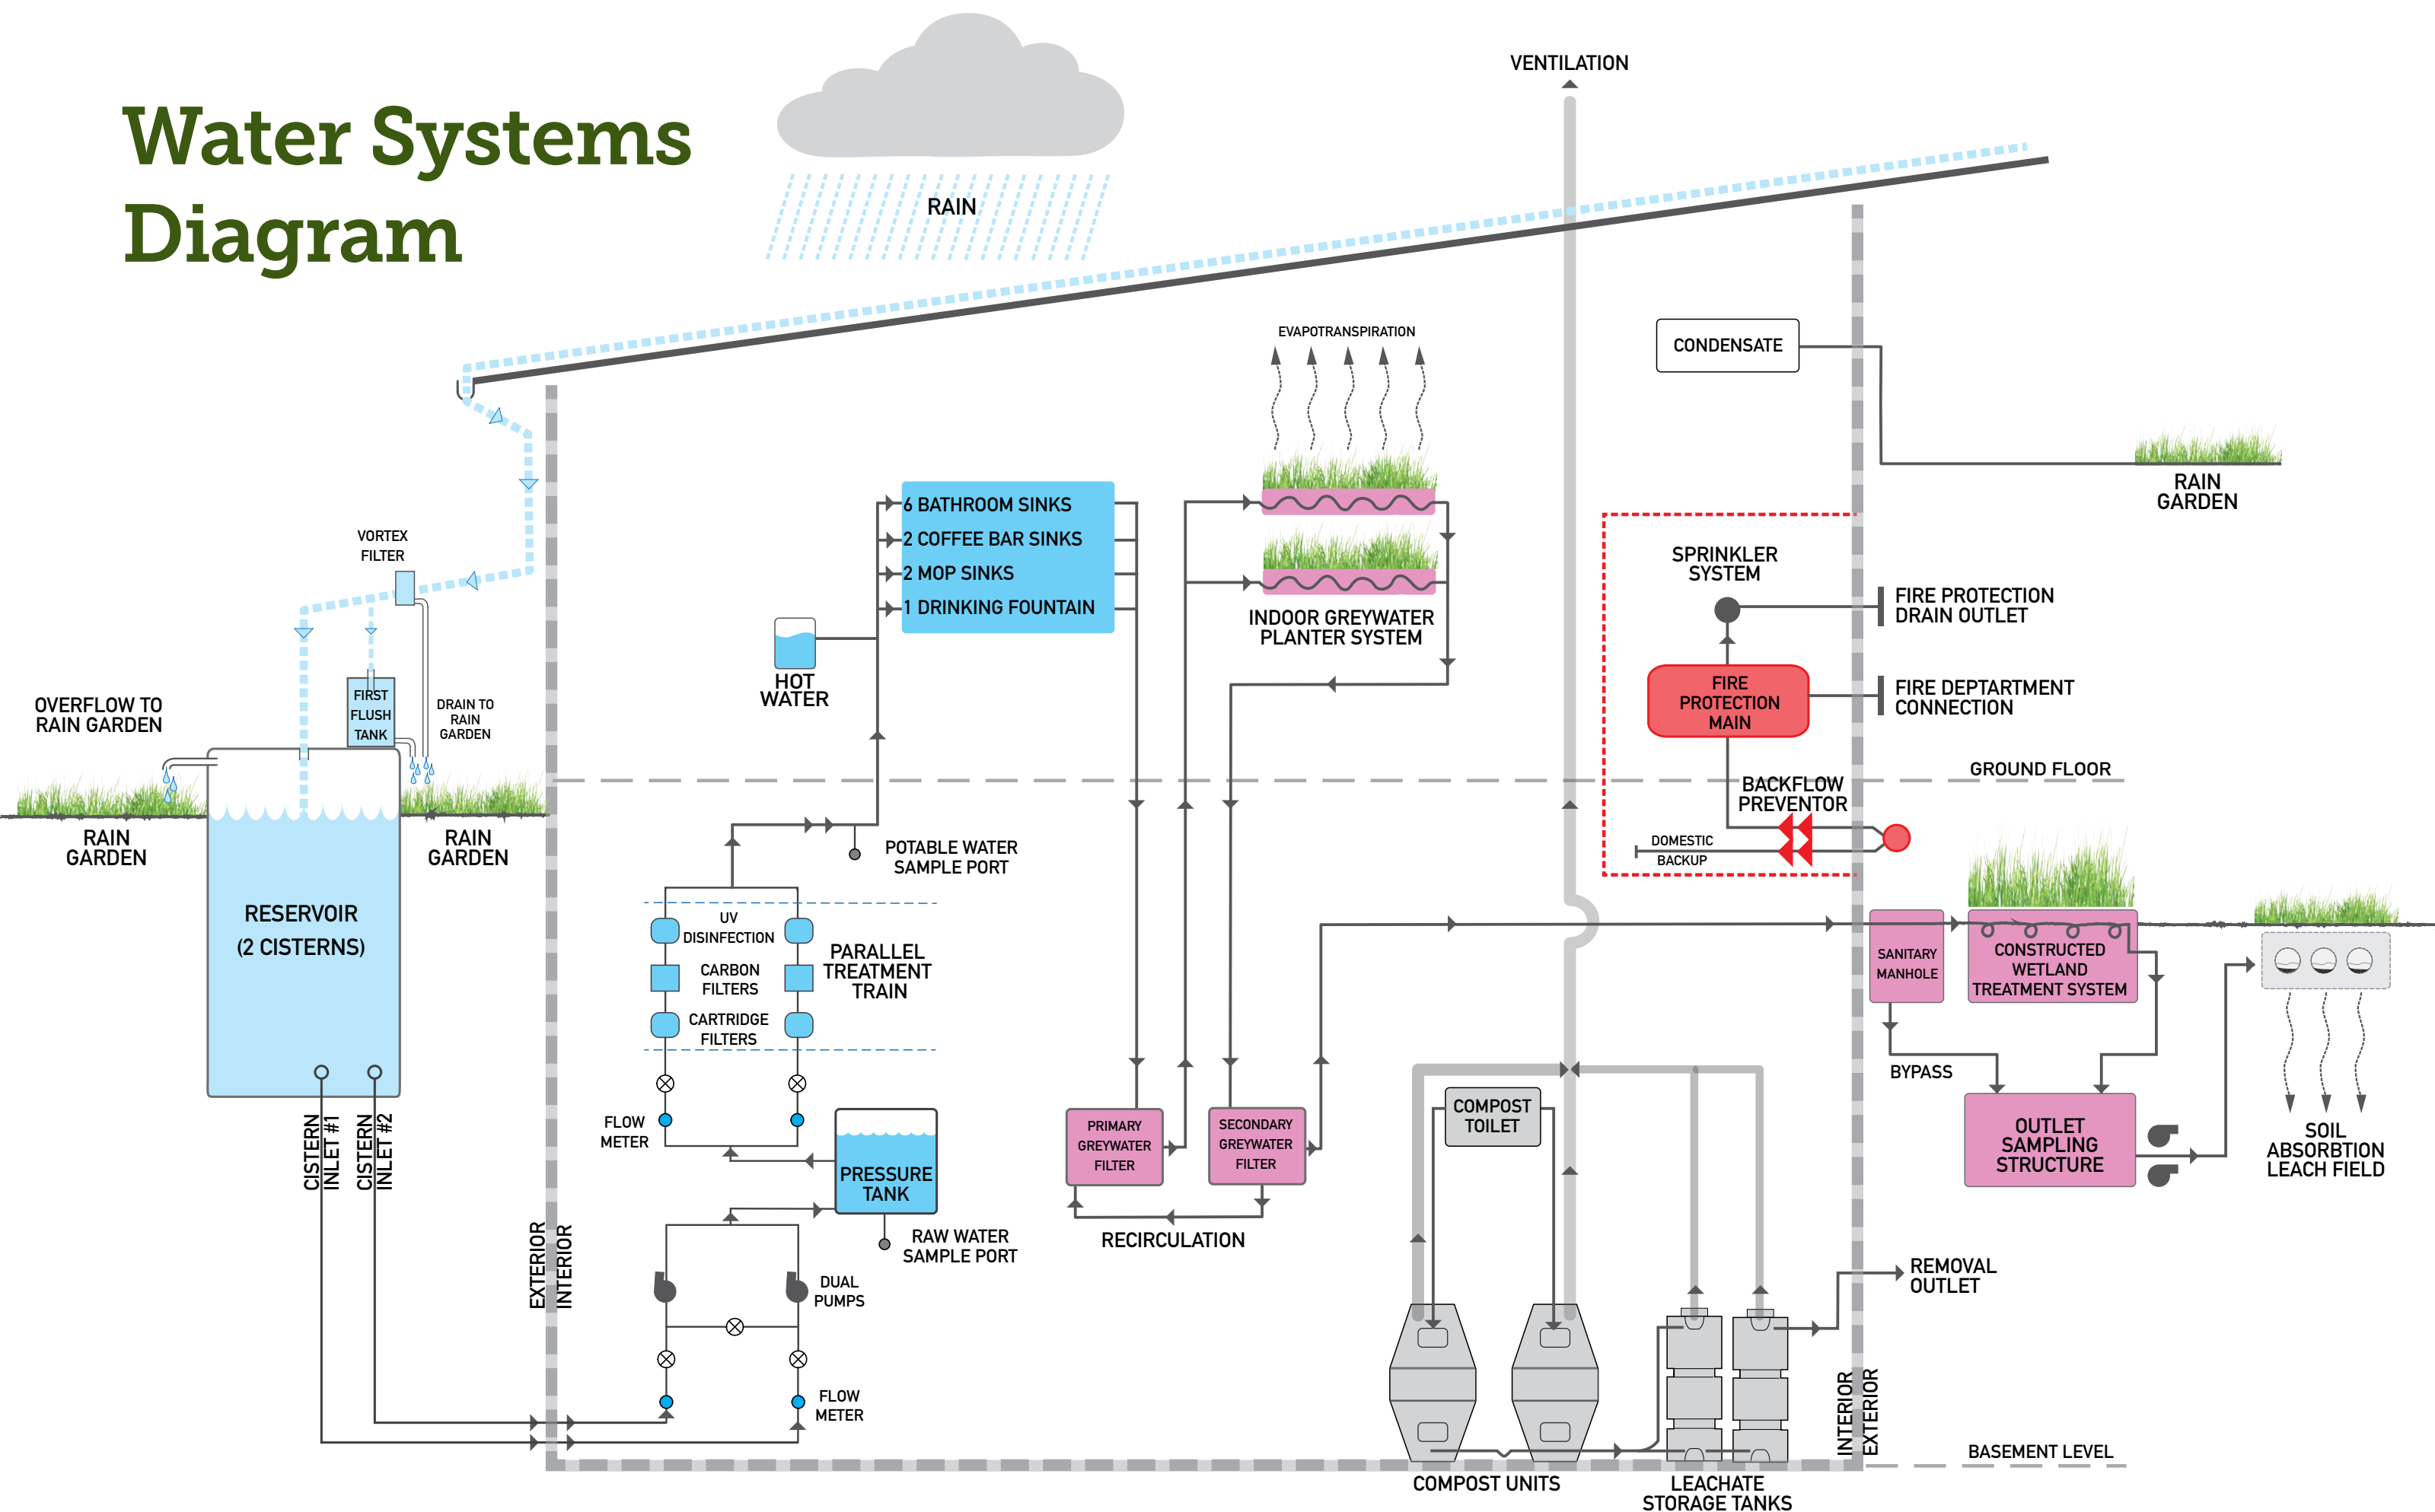 Water Systems
Diagram
RAIN
VENTILATION
EVAPOTRANSPIRATION
CONDENSATE
RAIN
GARDEN
VORTEX
FILTER
6 BATHROOM SINKS
2 COFFEE BAR SINKS
2 MOP SINKS
1 DRINKING FOUNTAIN
HOT
WATER
INDOOR GREYWATER
PLANTER SYSTEM
SPRINKLER
SYSTEM
FIRE PROTECTION
DRAIN OUTLET
FIRE
PROTECTION
MAIN
FIRE DEPTARTMENT
CONNECTION
OVERFLOW TO
RAIN GARDEN
FIRST
FLUSH
TANK
DRAIN TO
RAIN
GARDEN
GROUND FLOOR
BACKFLOW
PREVENTOR
DOMESTIC
BACKUP
RAIN
GARDEN
RAIN
GARDEN
RESERVOIR
(2 CISTERNS)
POTABLE WATER
SAMPLE PORT
UV
DISINFECTION
CARBON
FILTERS
CARTRIDGE
FILTERS
PARALLEL
TREATMENT
TRAIN
SANITARY
MANHOLE
CONSTRUCTED
WETLAND
TREATMENT SYSTEM
BYPASS
CISTERN
INLET #1
CISTERN
INLET #2
FLOW
METER
PRESSURE
TANK
PRIMARY
GREYWATER
FILTER
SECONDARY
GREYWATER
FILTER
COMPOST
TOILET
OUTLET
SAMPLING
STRUCTURE
SOIL
ABSORBTION
LEACH FIELD
RECIRCULATION
RAW WATER
SAMPLE PORT
EXTERIOR
INTERIOR
DUAL
PUMPS
REMOVAL
OUTLET
FLOW
METER
INTERIOR
EXTERIOR
BASEMENT LEVEL
COMPOST UNITS
LEACHATE
STORAGE TANKS